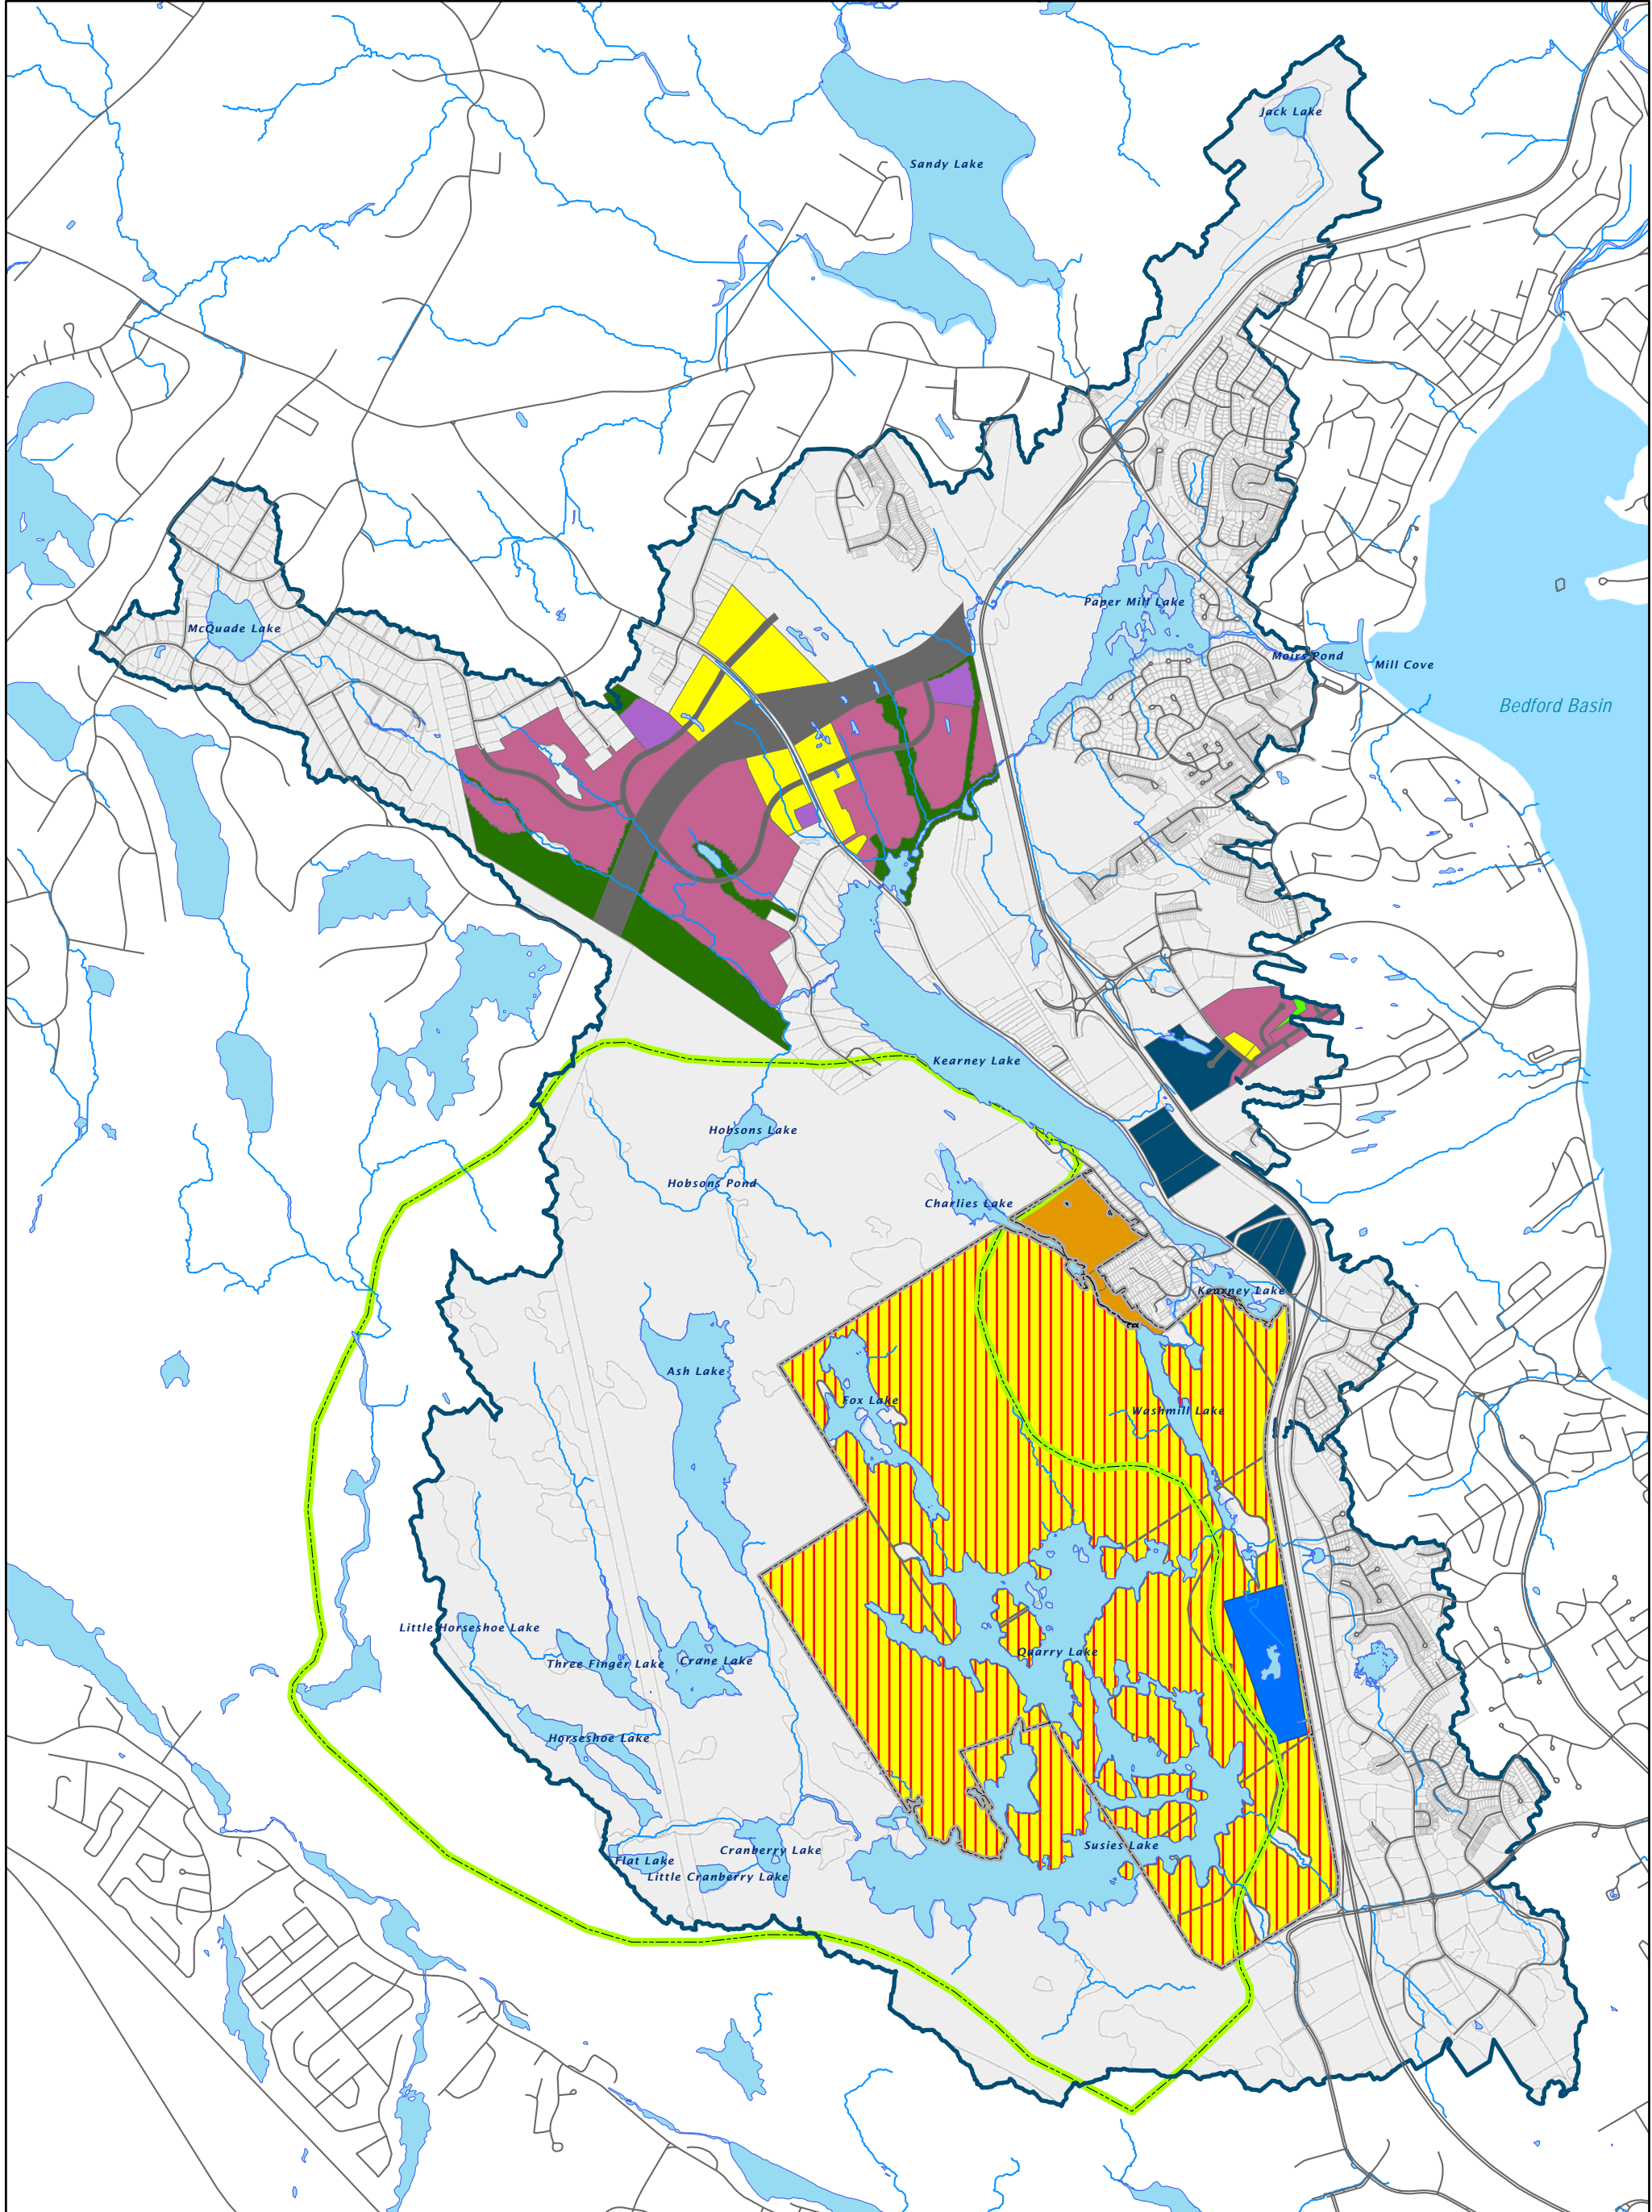 Jack Lake
Sandy Lake
Paper Mill Lake
McQuade Lake
Moirs Pond
Mill Cove
Bedford Basin
Kearney Lake
Hobsons Lake
Hobsons Pond
Charlies Lake
Kearney Lake
Ash Lake
Fox Lake
Washmill Lake
Little Horseshoe Lake
Quarry Lake
Three Finger Lake
Crane Lake
Horseshoe Lake
Susies Lake
Cranberry Lake
Flat Lake
Little Cranberry Lake